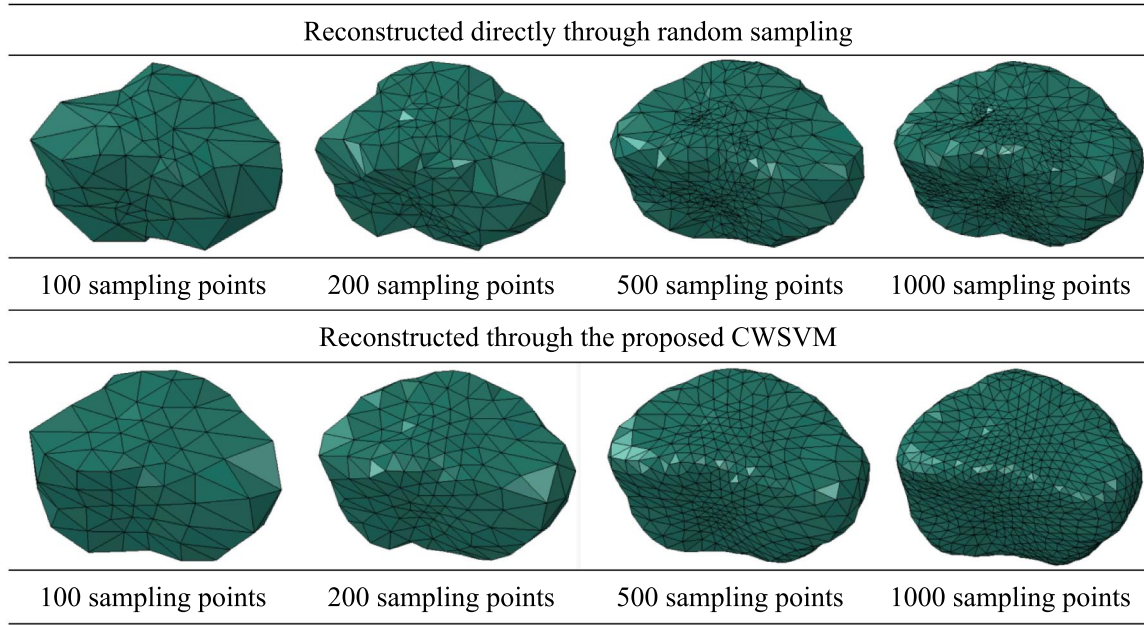 Reconstructed directly through random sampling
100 sampling points 200 sampling points 500 sampling points 1000 sampling points
Reconstructed through the proposed CWSVM
100 sampling points 200 sampling points 500 sampling points 1000 sampling points